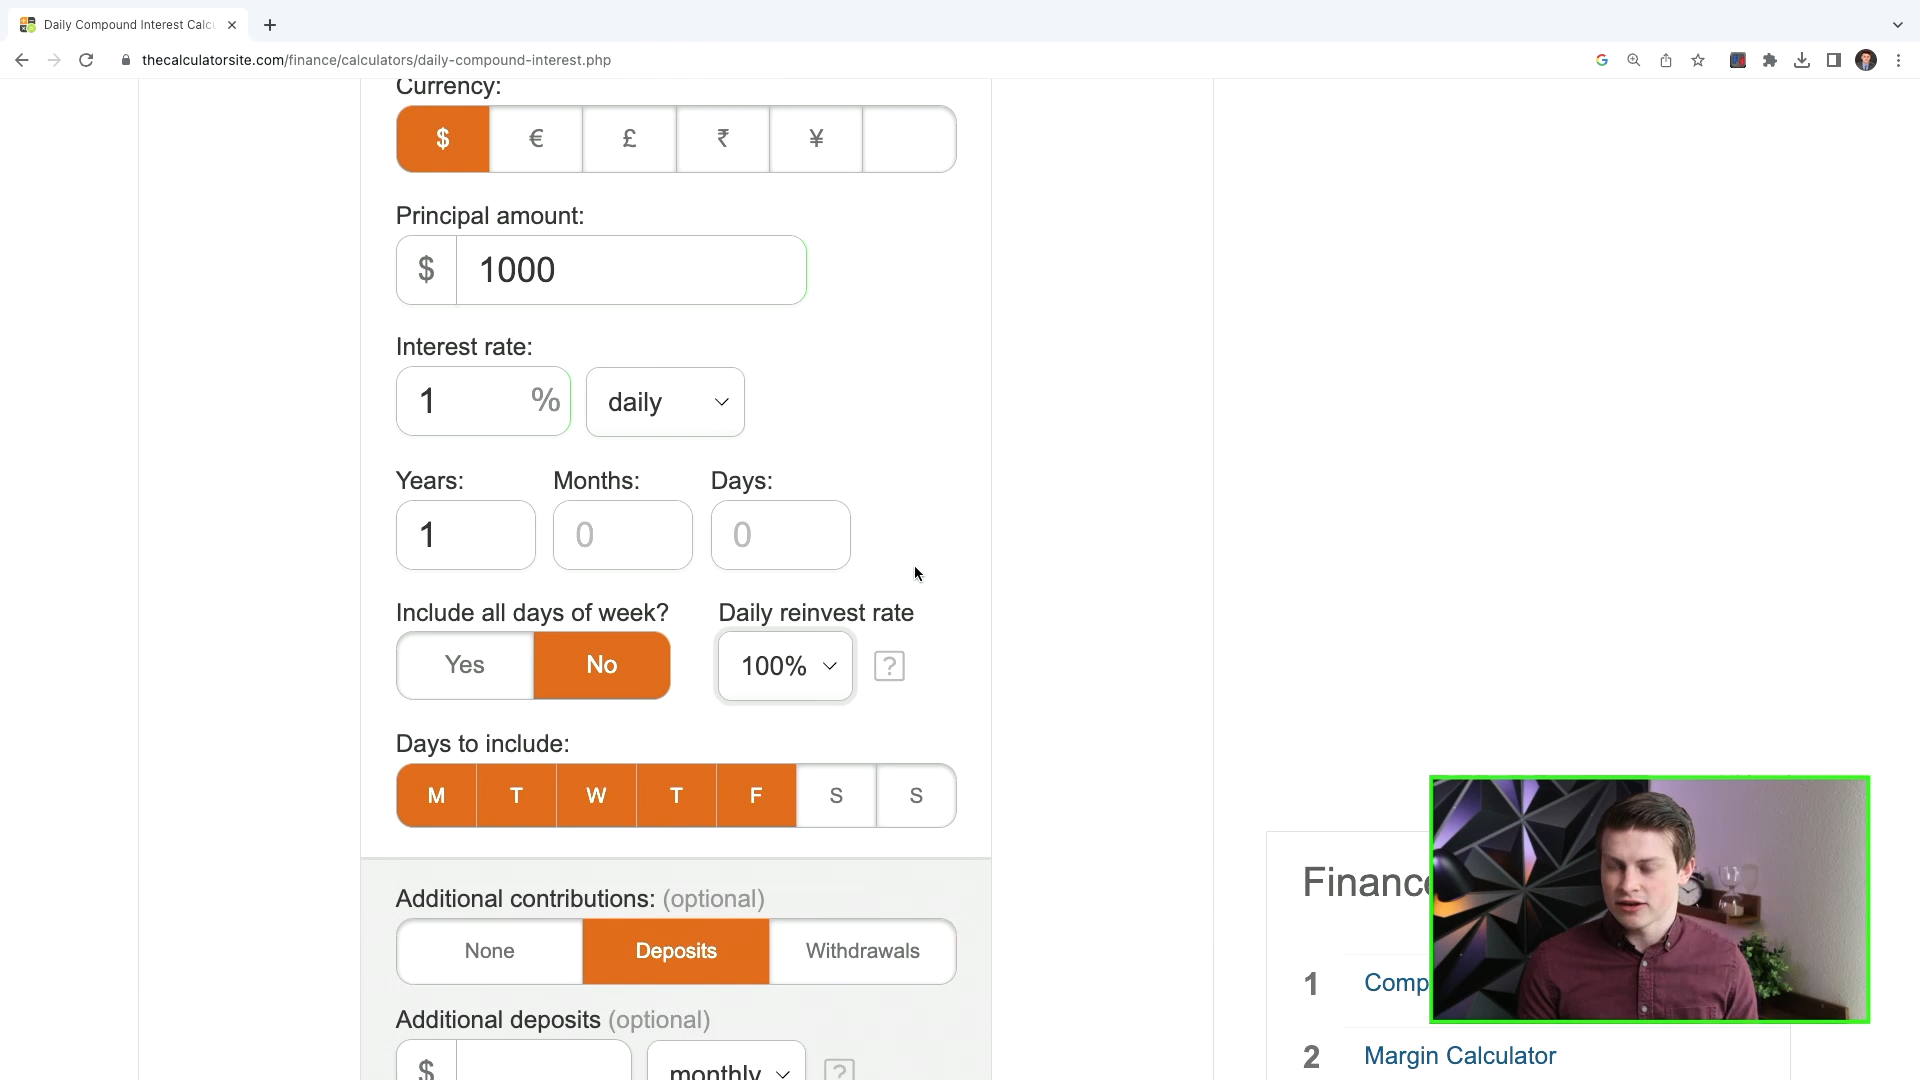 Daily Compound Interest Calc
thecalculatorsite.com/finance/calculators/daily-compound-interest.php
Currency:
$ € £ ₹ ¥
Principal amount:
$ 1000
Interest rate:
1 % daily
Years: Months: Days:
1 0 0
Include all days of week? Daily reinvest rate
Yes No 100% ?
Days to include:
M T W T F S S
Additional contributions: (optional)
None Deposits Withdrawals
Additional deposits (optional)
$ monthly ?
Finance
1 Comp
2 Margin Calculator